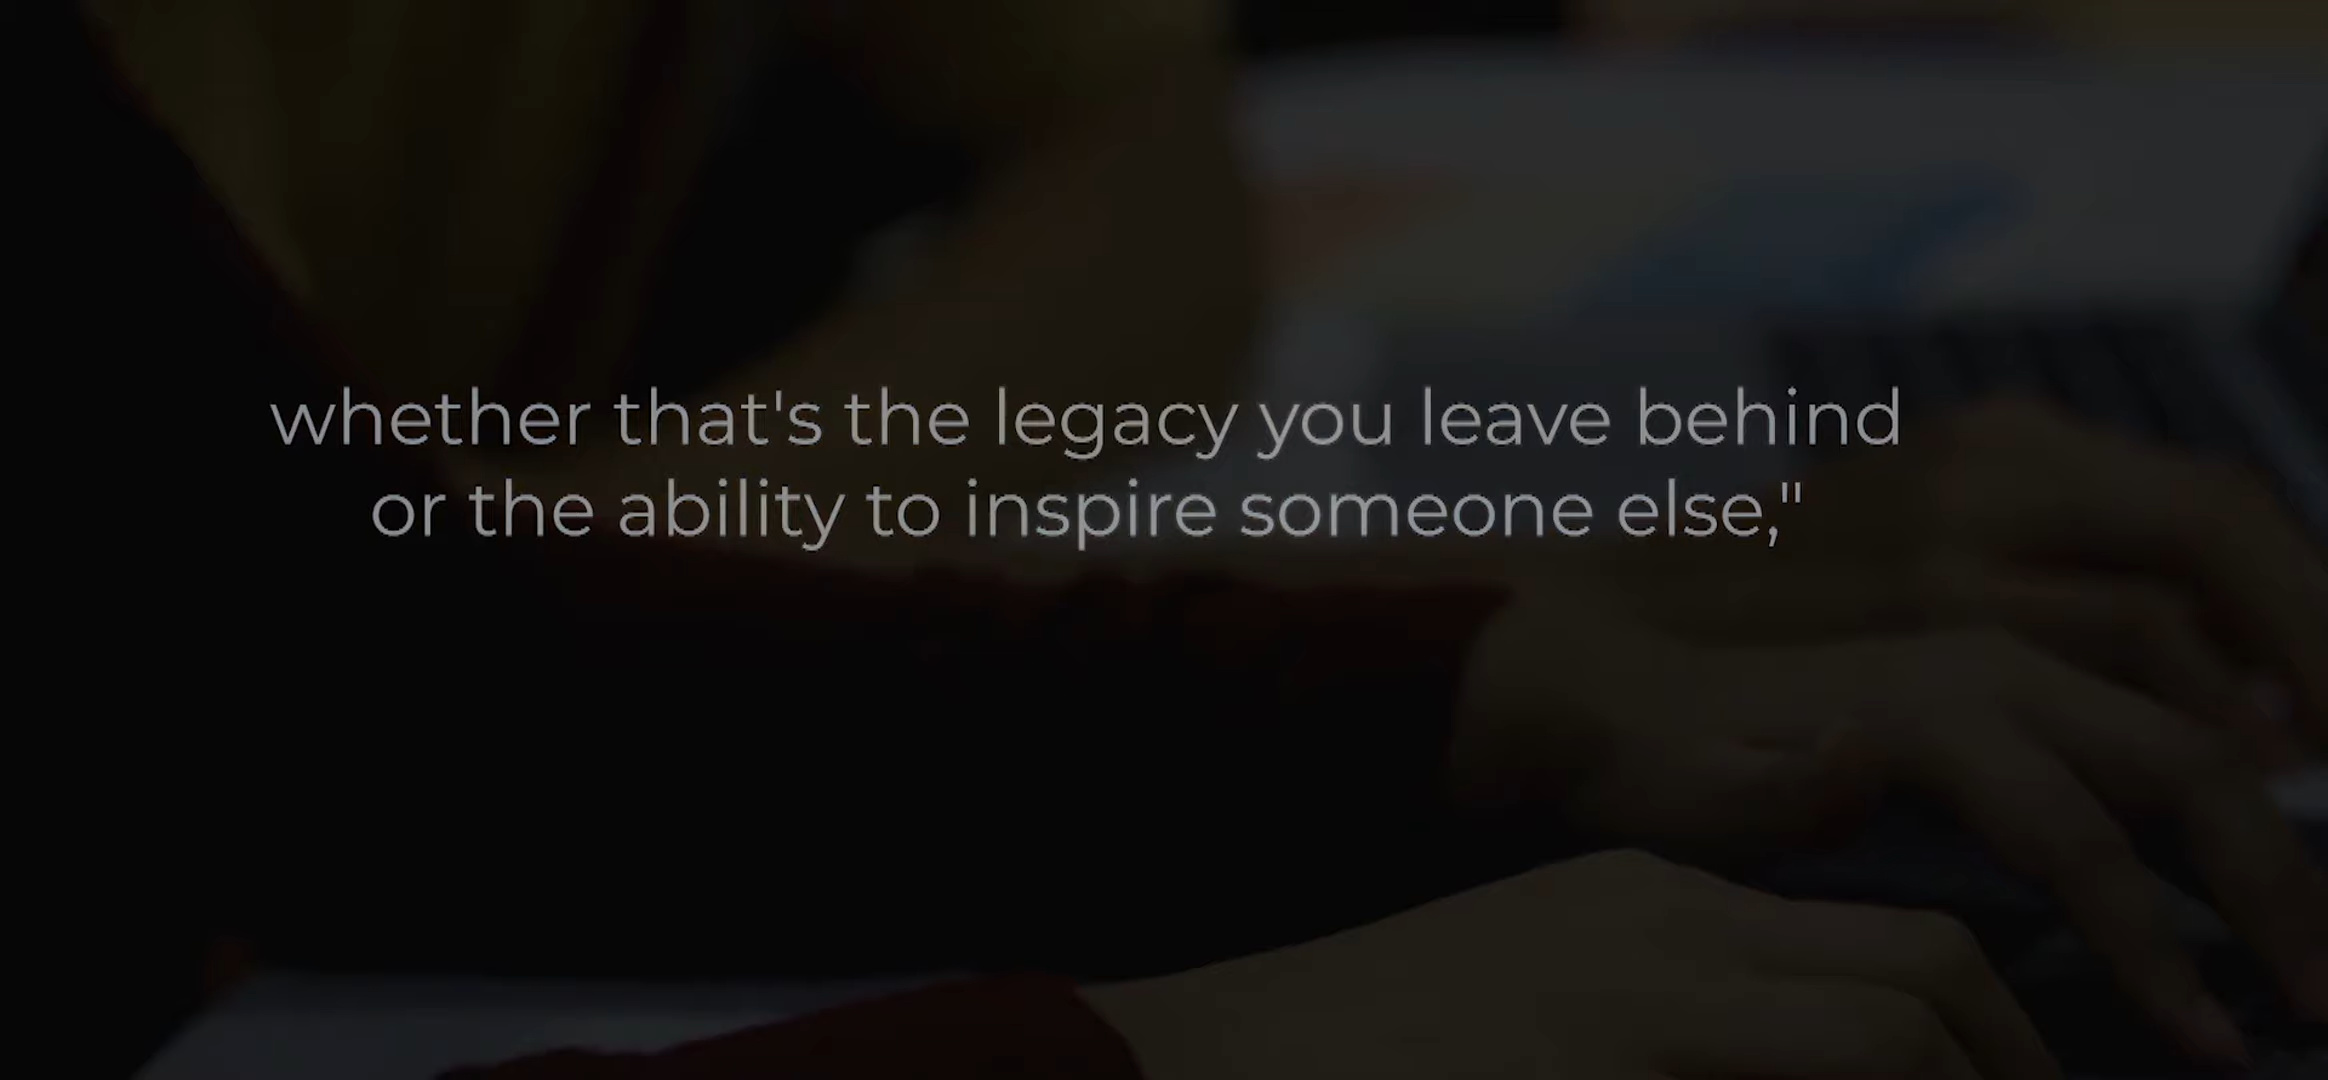 whether that's the legacy you leave behind
or the ability to inspire someone else,"